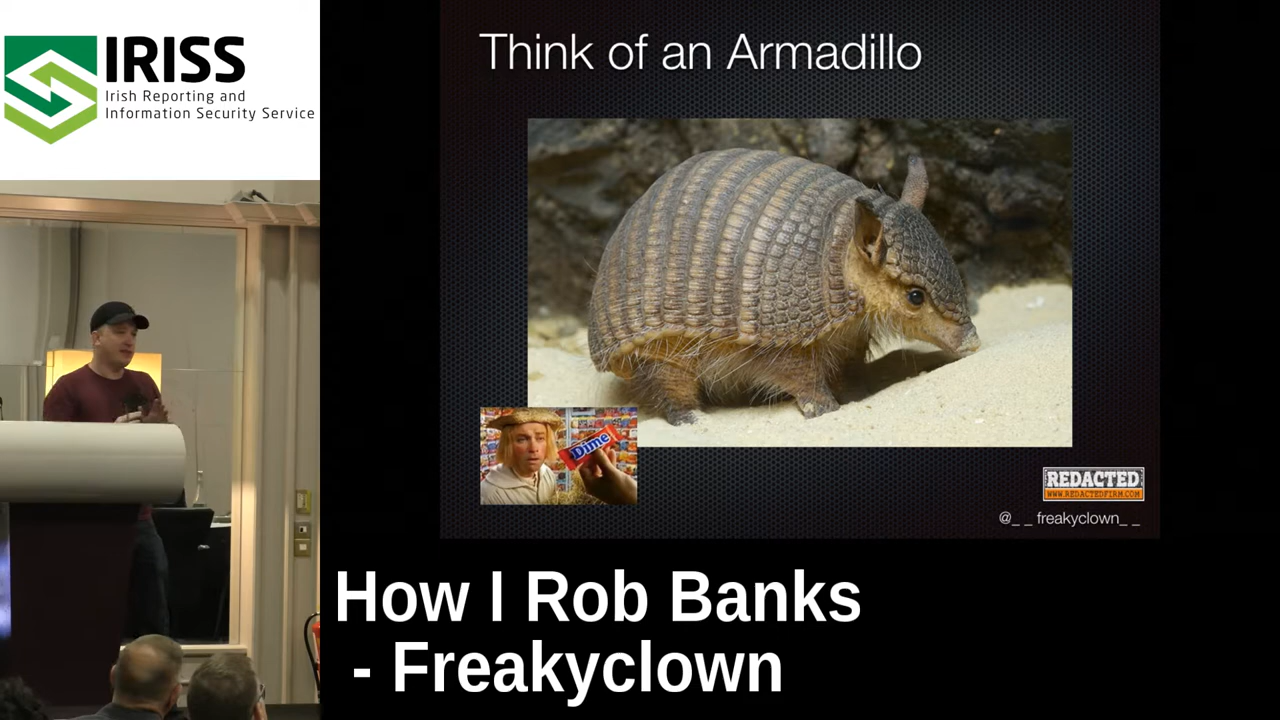 IRISS
Irish Reporting and
Information Security Service
Think of an Armadillo
Dime
REDACTED
WWW.REDACTEDFIRM.COM
@_ _ freakyclown_ _
How I Rob Banks
- Freakyclown